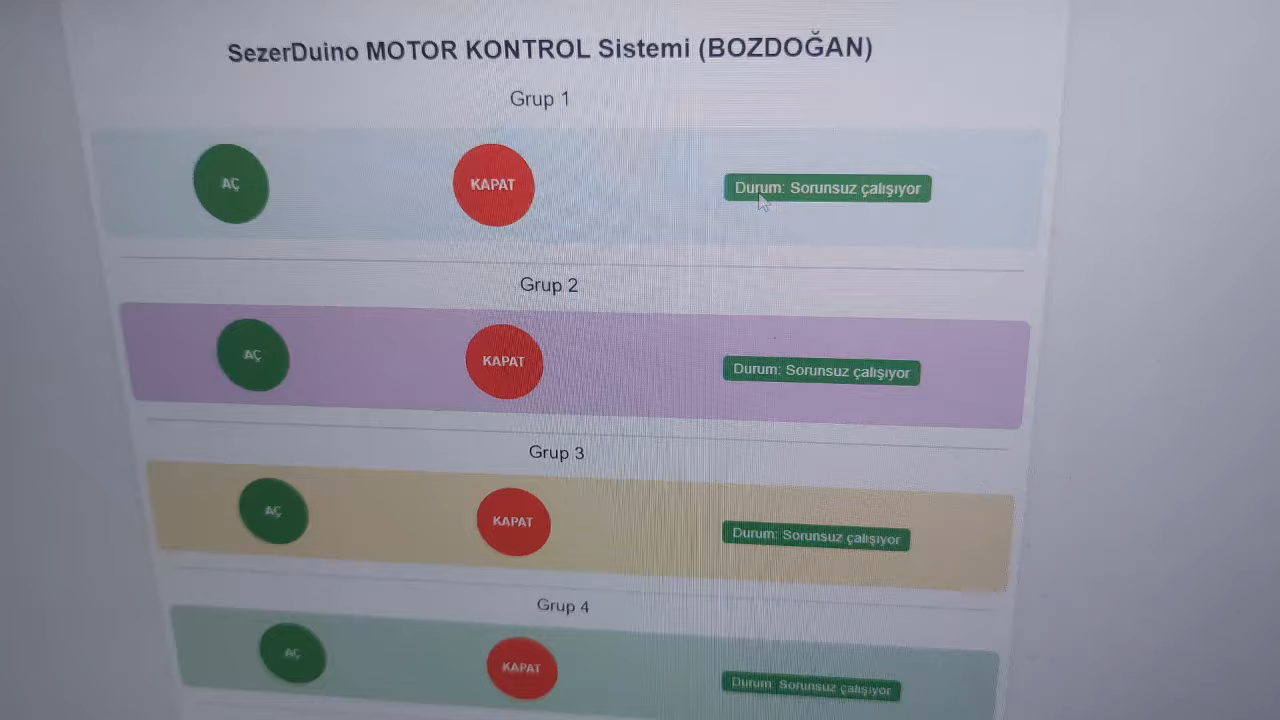 SezerDuino MOTOR KONTROL Sistemi (BOZDOĞAN)
Grup 1
AÇ KAPAT Durum: Sorunsuz çalışıyor
Grup 2
AÇ KAPAT Durum: Sorunsuz çalışıyor
Grup 3
AÇ KAPAT Durum: Sorunsuz çalışıyor
Grup 4
AÇ KAPAT Durum: Sorunsuz çalışıyor